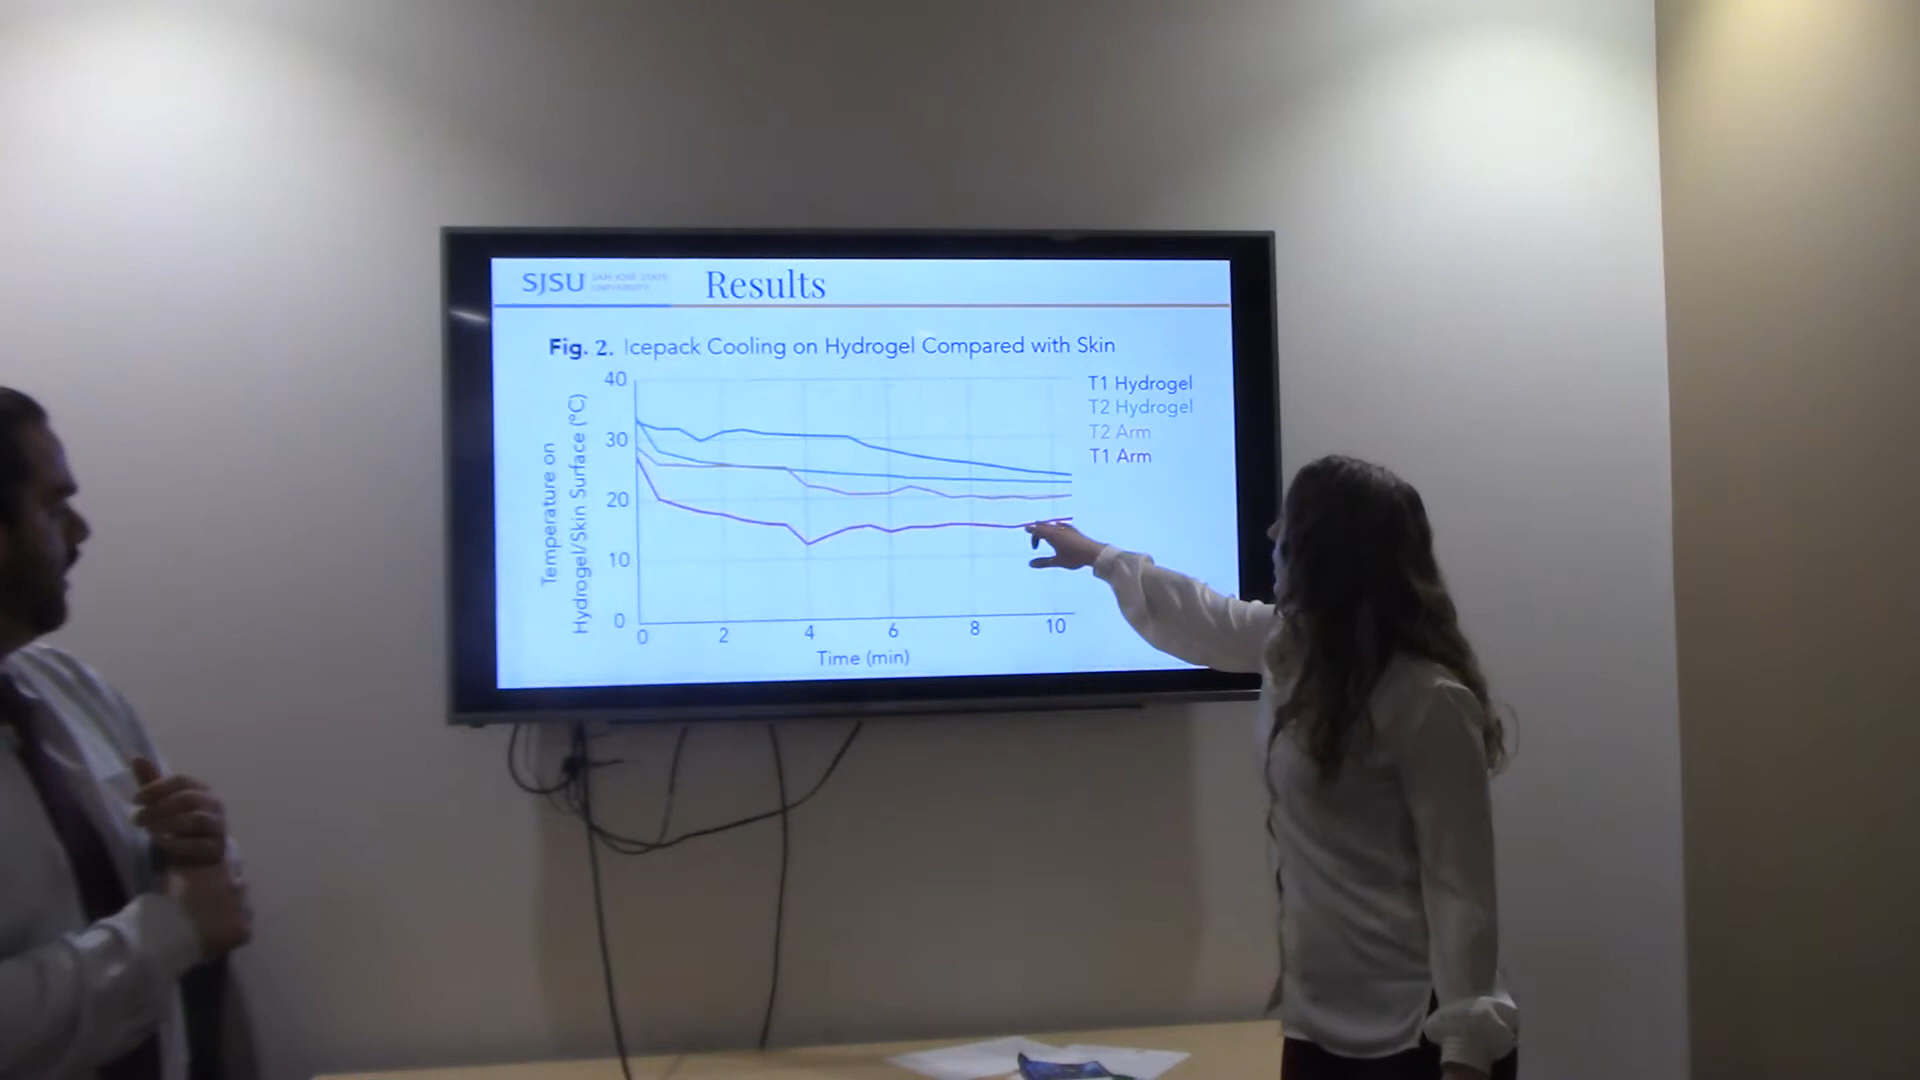 SJSU SAN JOSÉ STATE
UNIVERSITY
Results
Fig. 2. Icepack Cooling on Hydrogel Compared with Skin
Temperature on
Hydrogel/Skin Surface (°C)
40
30
20
10
0
T1 Hydrogel
T2 Hydrogel
T2 Arm
T1 Arm
0 2 4 6 8 10
Time (min)